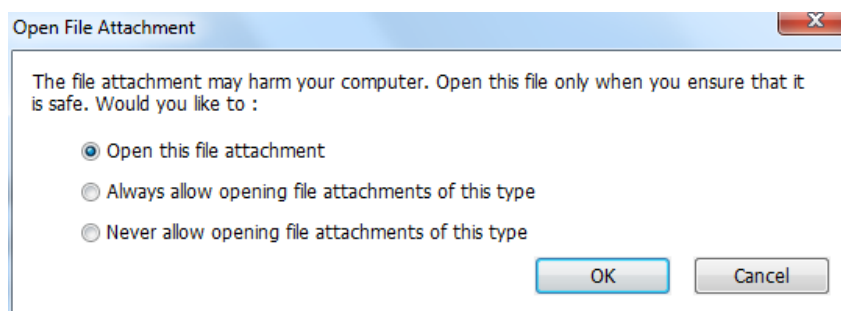 Open File Attachment
The file attachment may harm your computer. Open this file only when you ensure that it
is safe. Would you like to :
Open this file attachment
Always allow opening file attachments of this type
Never allow opening file attachments of this type
OK Cancel